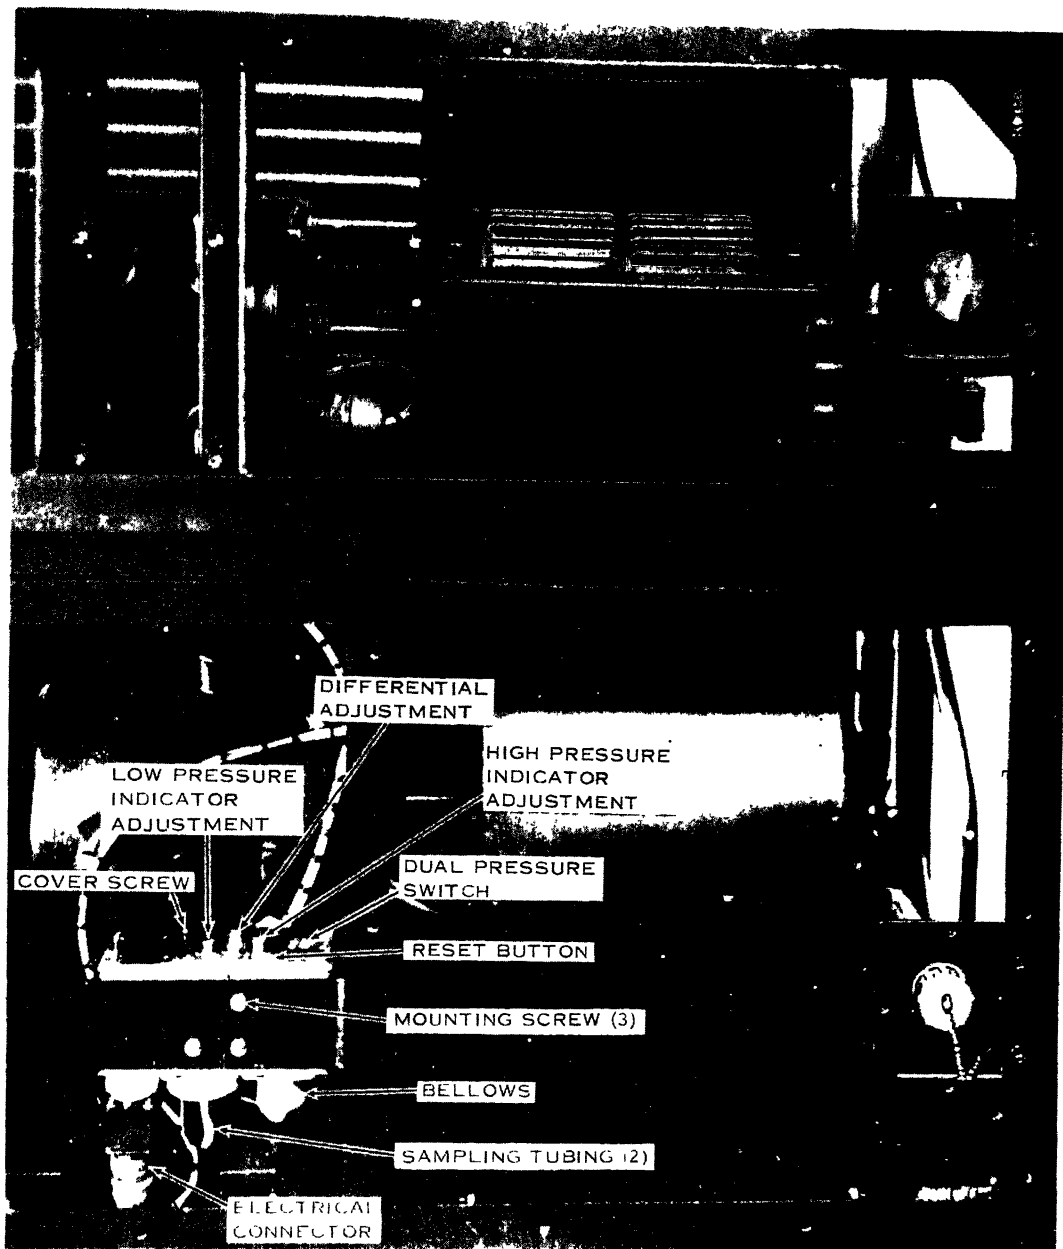 DIFFERENTIAL
ADJUSTMENT
HIGH PRESSURE
INDICATOR
ADJUSTMENT
LOW PRESSURE
INDICATOR
ADJUSTMENT
DUAL PRESSURE
SWITCH
COVER SCREW
RESET BUTTON
MOUNTING SCREW (3)
BELLOWS
SAMPLING TUBING (2)
ELECTRICAL
CONNECTOR